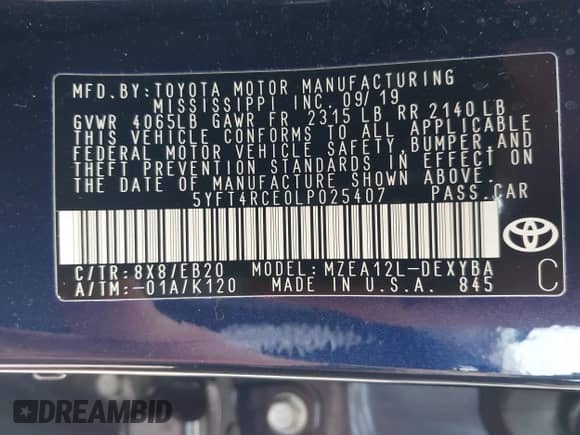 MFD. BY: TOYOTA MOTOR MANUFACTURING
MISSISSIPPI INC. 09/19
GVWR 4065LB GAWR FR 2315 LB RR 2140 LB
THIS VEHICLE CONFORMS TO ALL APPLICABLE
FEDERAL MOTOR VEHICLE SAFETY, BUMPER, AND
THEFT PREVENTION STANDARDS IN EFFECT ON
THE DATE OF MANUFACTURE SHOWN ABOVE.
5YFT4RCE0LP025407 PASS. CAR
C/TR: 8X8/EB20 MODEL: MZEA12L-DEXYBA
A/TM: -01A/K120 MADE IN U.S.A. 845
C
DREAMBID